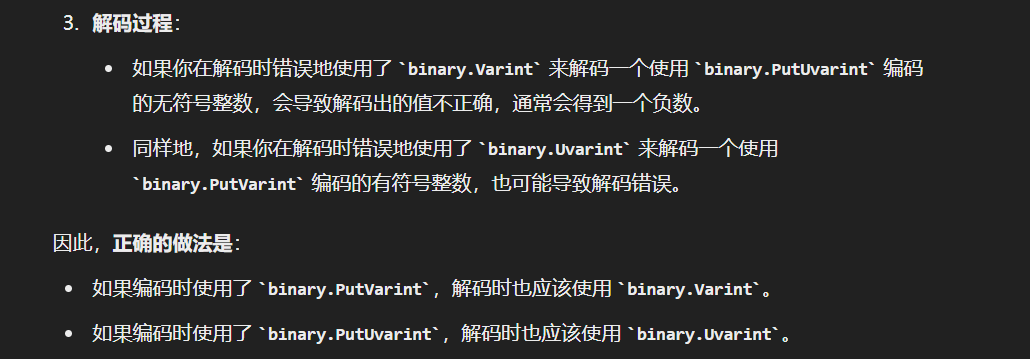 3. 解码过程：
• 如果你在解码时错误地使用了 `binary.Varint` 来解码一个使用 `binary.PutUvarint` 编码
的无符号整数，会导致解码出的值不正确，通常会得到一个负数。
• 同样地，如果你在解码时错误地使用了 `binary.Uvarint` 来解码一个使用
`binary.PutVarint` 编码的有符号整数，也可能导致解码错误。
因此，正确的做法是：
• 如果编码时使用了 `binary.PutVarint`，解码时也应该使用 `binary.Varint`。
• 如果编码时使用了 `binary.PutUvarint`，解码时也应该使用 `binary.Uvarint`。